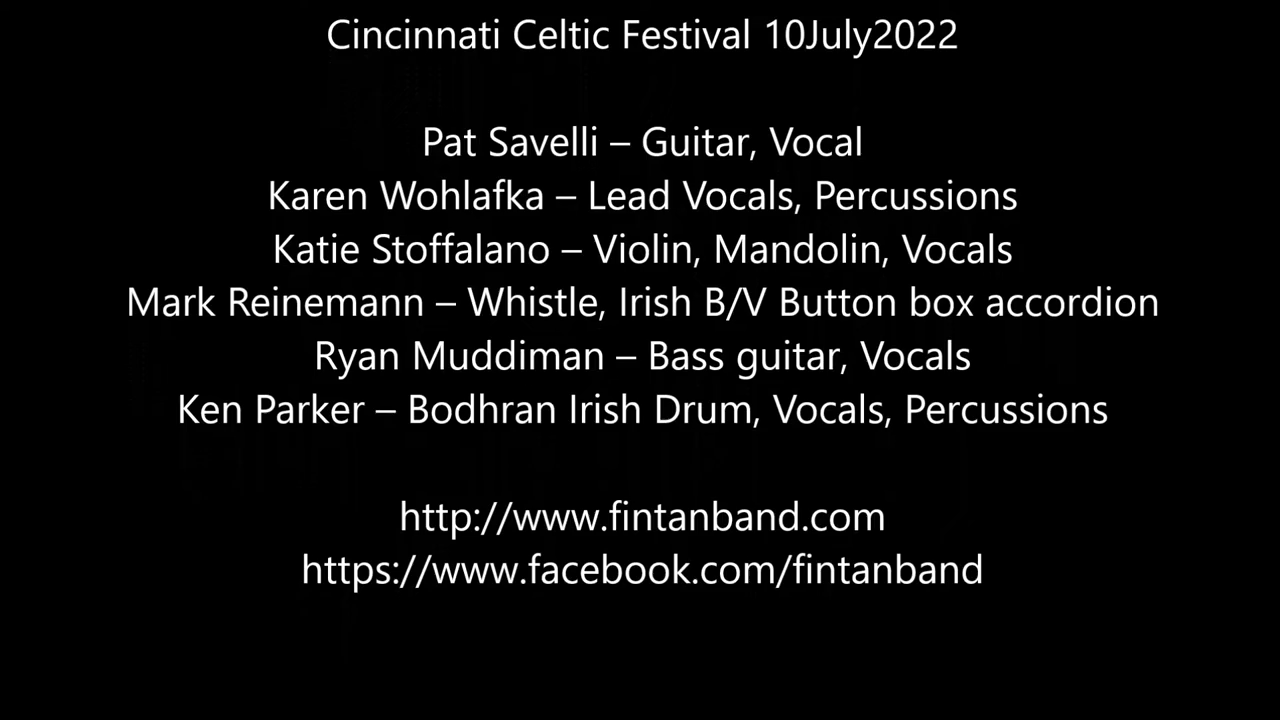 Cincinnati Celtic Festival 10July2022
Pat Savelli – Guitar, Vocal
Karen Wohlafka – Lead Vocals, Percussions
Katie Stoffalano – Violin, Mandolin, Vocals
Mark Reinemann – Whistle, Irish B/V Button box accordion
Ryan Muddiman – Bass guitar, Vocals
Ken Parker – Bodhran Irish Drum, Vocals, Percussions
http://www.fintanband.com
https://www.facebook.com/fintanband